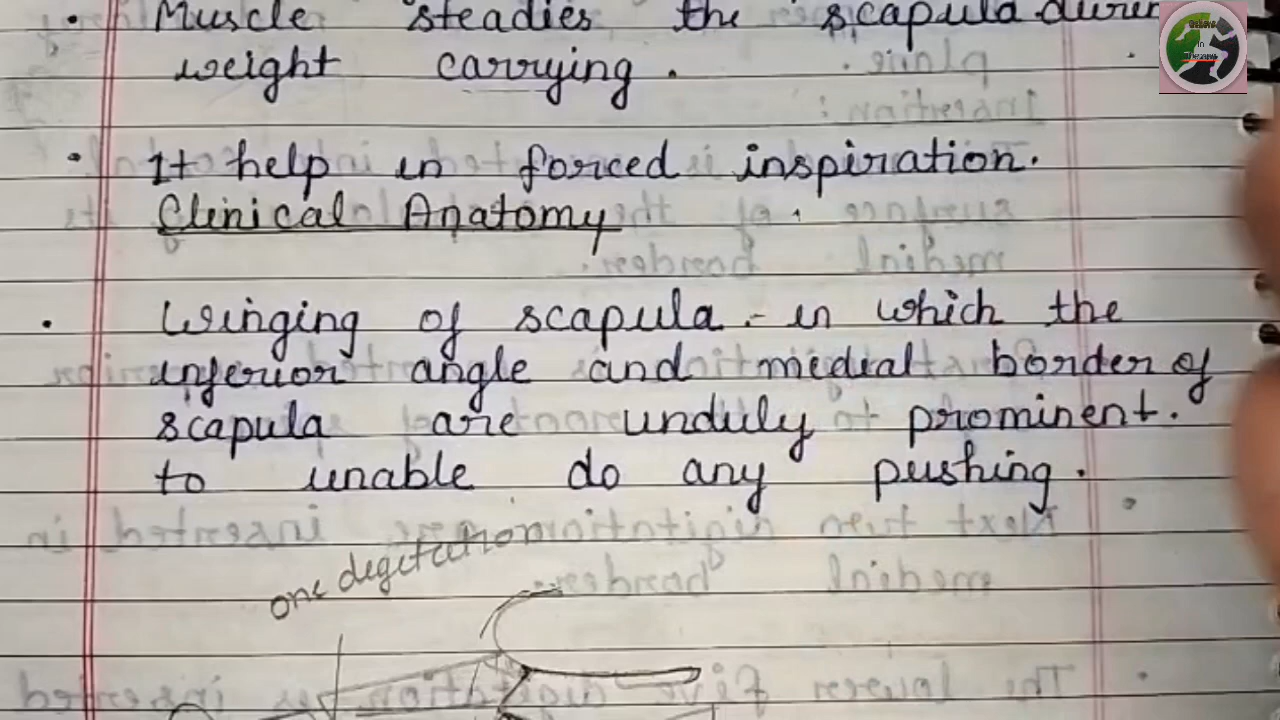 • Muscle steadies the scapula durin
weight carrying.
• It help in forced inspiration.
Clinical Anatomy
• Winging of scapula - in which the
inferior angle and medial border of
scapula are unduly prominent.
to unable do any pushing.
one degitation